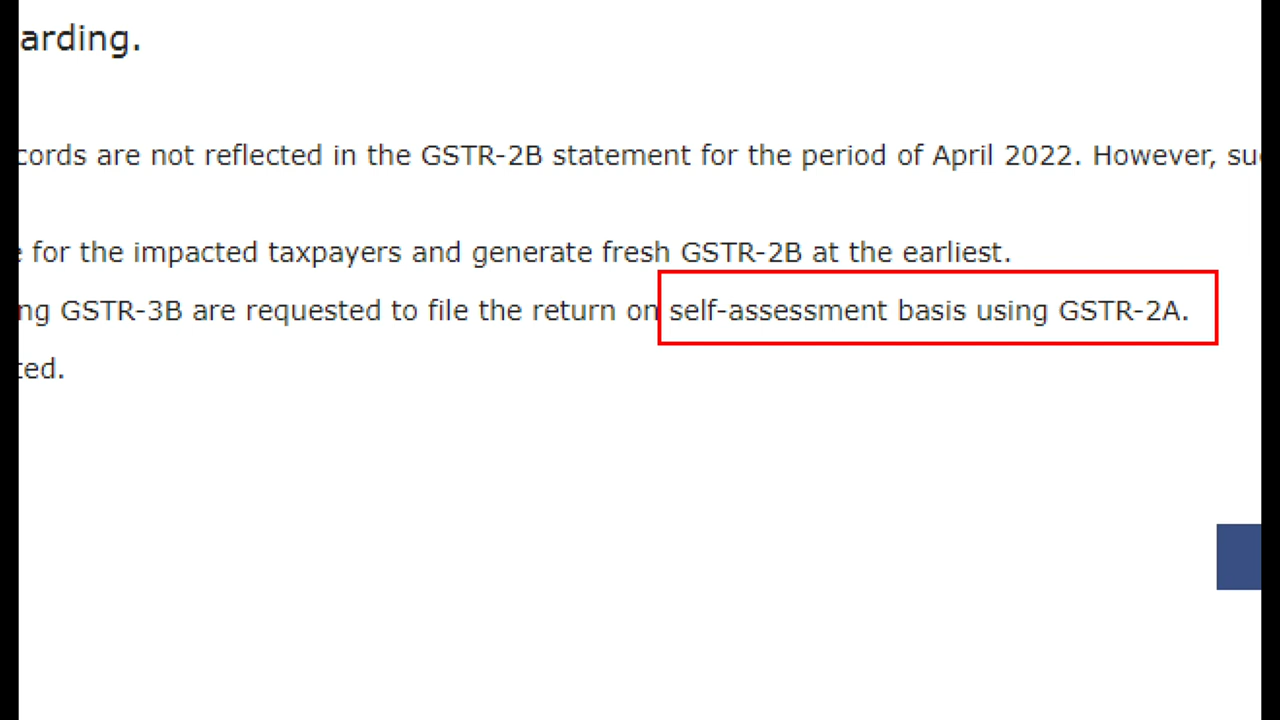 arding.
cords are not reflected in the GSTR-2B statement for the period of April 2022. However, su
for the impacted taxpayers and generate fresh GSTR-2B at the earliest.
ng GSTR-3B are requested to file the return on self-assessment basis using GSTR-2A.
ted.